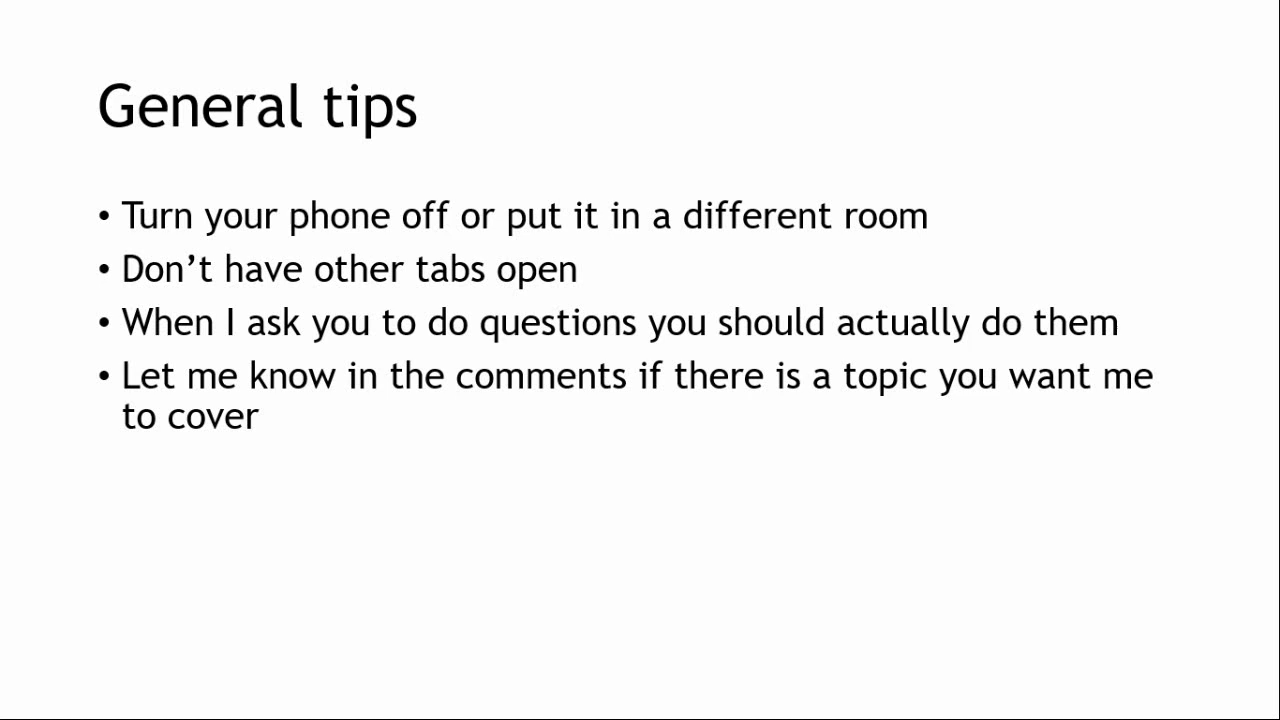 General tips
• Turn your phone off or put it in a different room
• Don’t have other tabs open
• When I ask you to do questions you should actually do them
• Let me know in the comments if there is a topic you want me
to cover